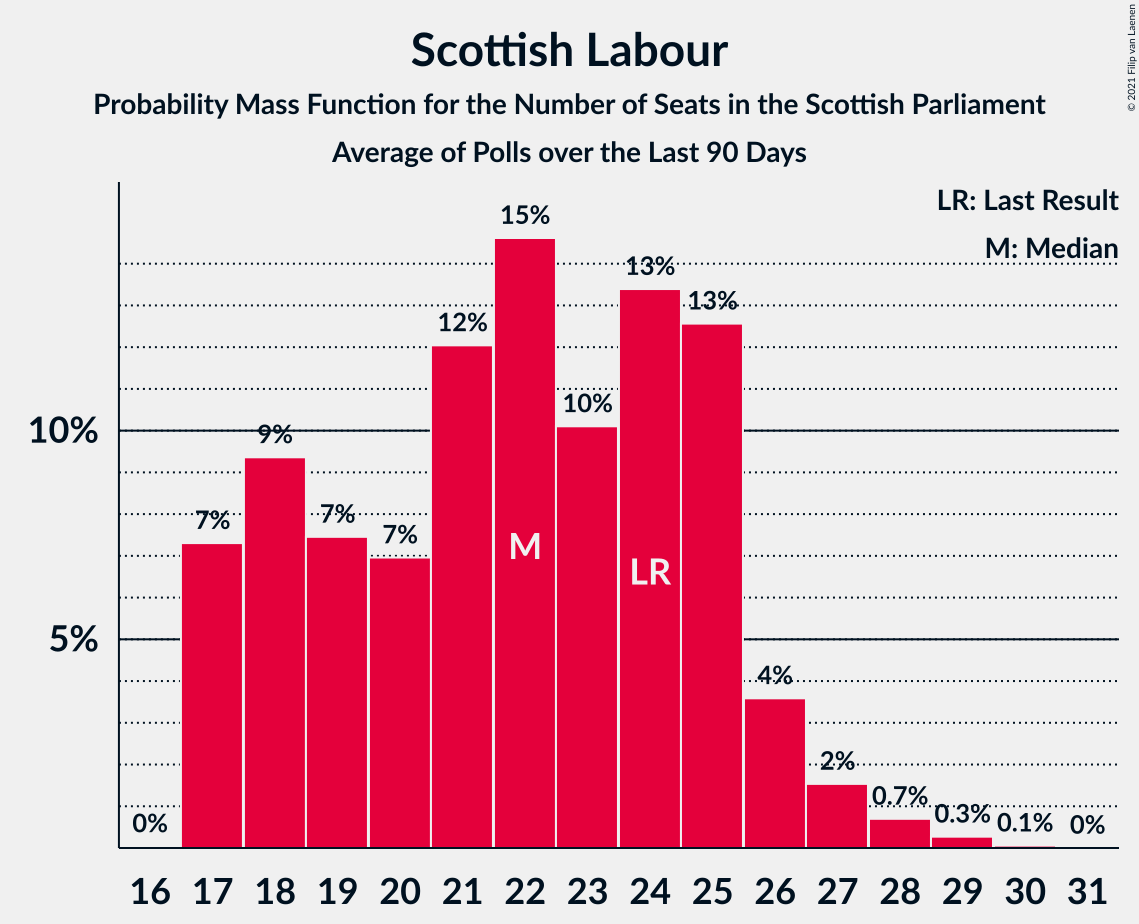 Scottish Labour
Probability Mass Function for the Number of Seats in the Scottish Parliament
Average of Polls over the Last 90 Days
© 2021 Filip van Laenen
LR: Last Result
M: Median
15%
13%
13%
12%
10%
10%
9%
7%
7%
7%
M
LR
5%
4%
2%
0.7%
0.3%
0.1%
0%
0%
16 17 18 19 20 21 22 23 24 25 26 27 28 29 30 31